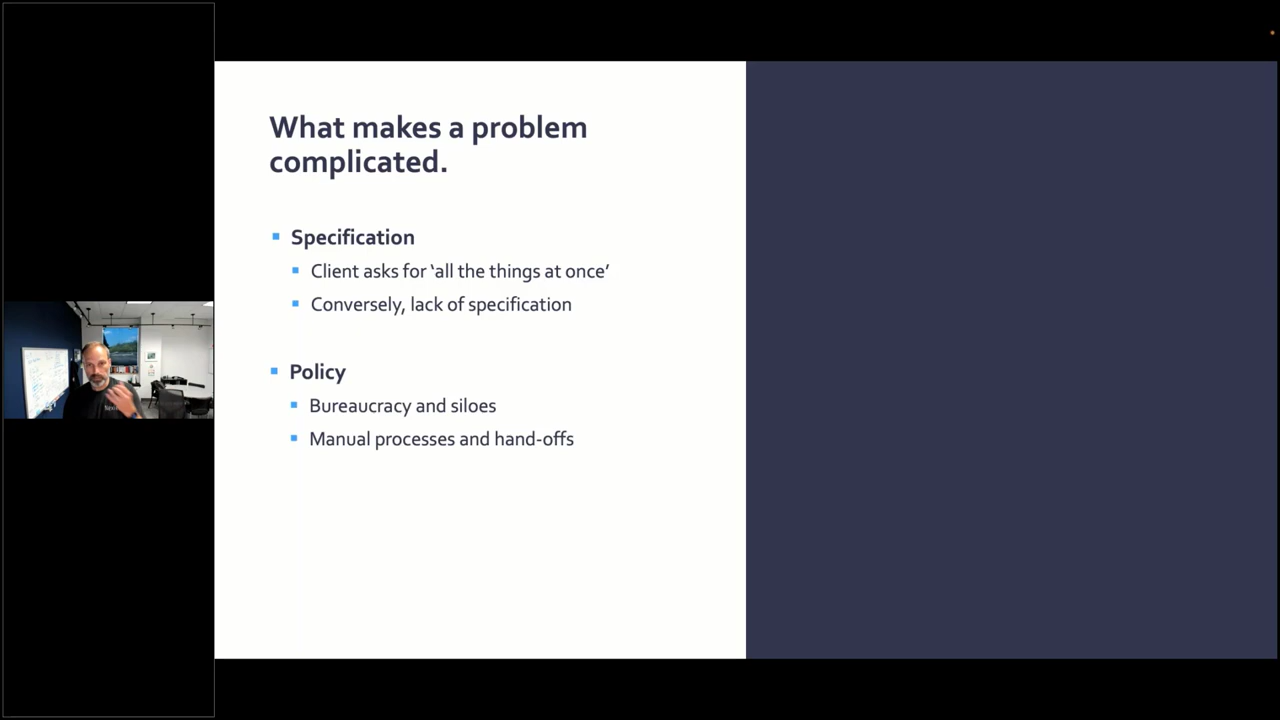 What makes a problem
complicated.
Specification
Client asks for ‘all the things at once’
Conversely, lack of specification
Policy
Bureaucracy and siloes
Manual processes and hand-offs